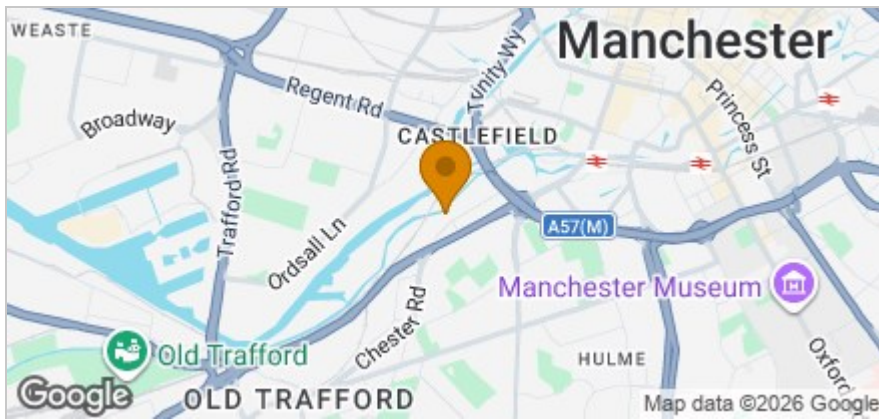 WEASTE
Manchester
Trinity Wy
Regent Rd
Princess St
Broadway
CASTLEFIELD
Trafford Rd
Ordsall Ln
A57(M)
Manchester Museum
Chester Rd
Old Trafford
HULME
Oxford
Google
OLD TRAFFORD
Map data ©2026 Google